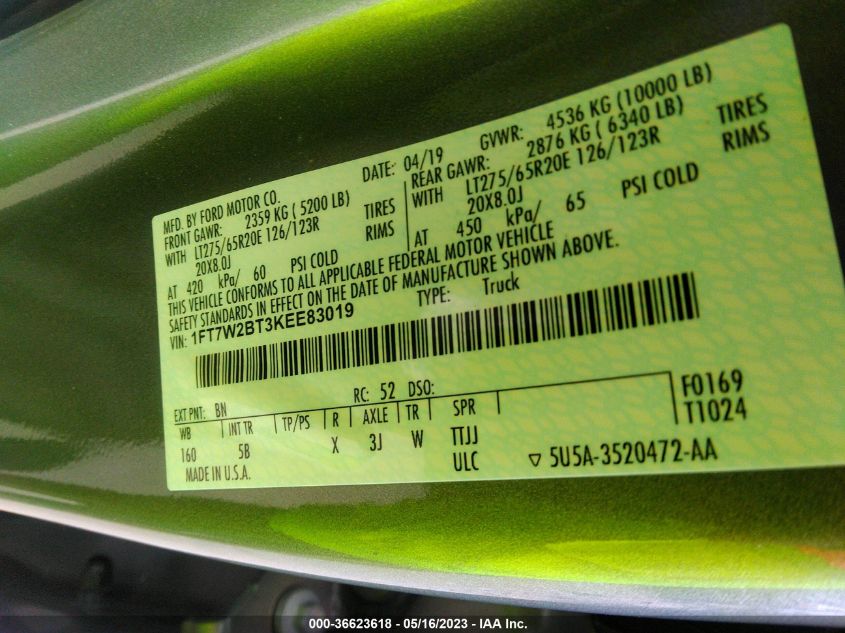 MFD. BY FORD MOTOR CO. DATE: 04/19 GVWR: 4536 KG (10000 LB)
FRONT GAWR: 2359 KG ( 5200 LB) REAR GAWR: 2876 KG ( 6340 LB)
WITH LT275/65R20E 126/123R TIRES WITH LT275/65R20E 126/123R TIRES
20X8.0J RIMS 20X8.0J RIMS
AT 420 kPa/ 60 PSI COLD AT 450 kPa/ 65 PSI COLD
THIS VEHICLE CONFORMS TO ALL APPLICABLE FEDERAL MOTOR VEHICLE
SAFETY STANDARDS IN EFFECT ON THE DATE OF MANUFACTURE SHOWN ABOVE.
VIN: 1FT7W2BT3KEE83019 TYPE: Truck
EXT PNT: BN RC: 52 DSO: F0169
WB INT TR TP/PS R AXLE TR SPR T1024
160 5B X 3J W TTJJ
MADE IN U.S.A. ULC ▽ 5U5A-3520472-AA
000-36623618 - 05/16/2023 - IAA Inc.